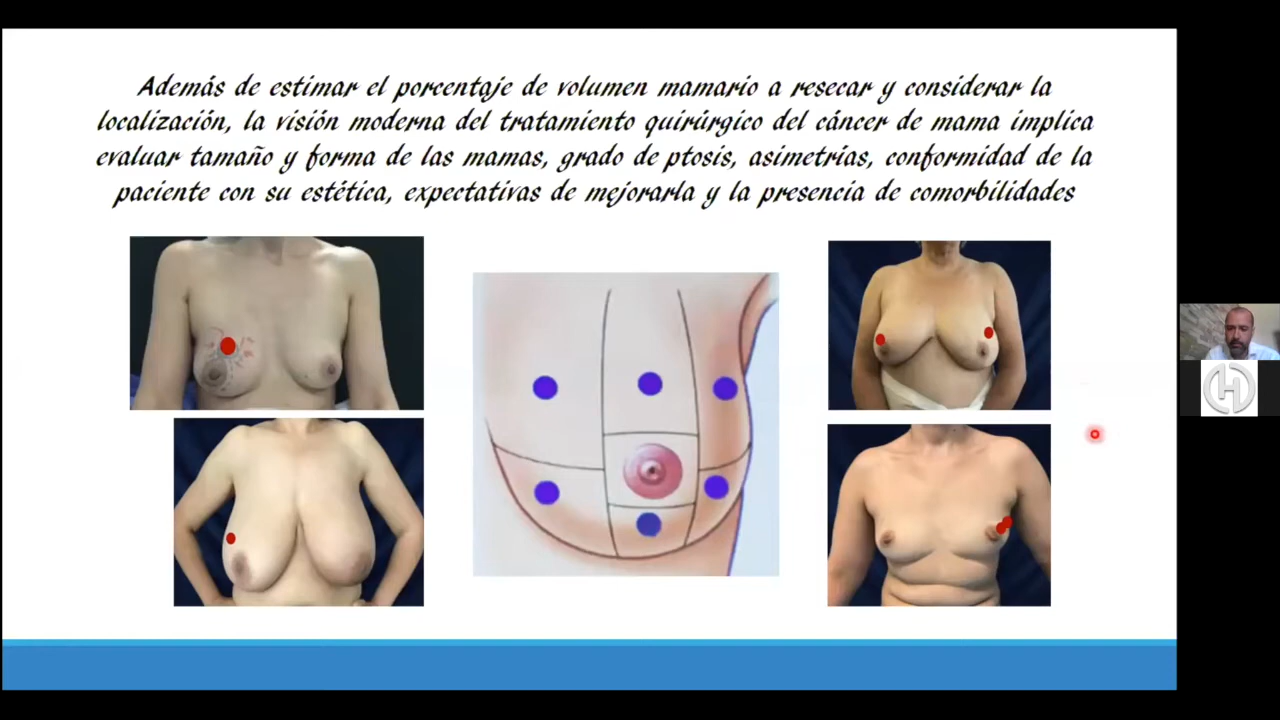 Además de estimar el porcentaje de volumen mamario a resecar y considerar la
localización, la visión moderna del tratamiento quirúrgico del cáncer de mama implica
evaluar tamaño y forma de las mamas, grado de ptosis, asimetrías, conformidad de la
paciente con su estética, expectativas de mejorarla y la presencia de comorbilidades